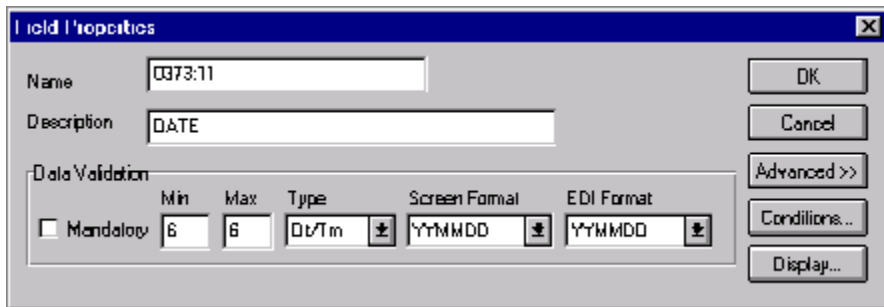 Field Properties
Name
0373:11
OK
Description
DATE
Cancel
Data Validation
Advanced >>
Min Max Type Screen Format EDI Format
Mandatory 6 6 Dt/Tm YYMMDD YYMMDD
Conditions...
Display...